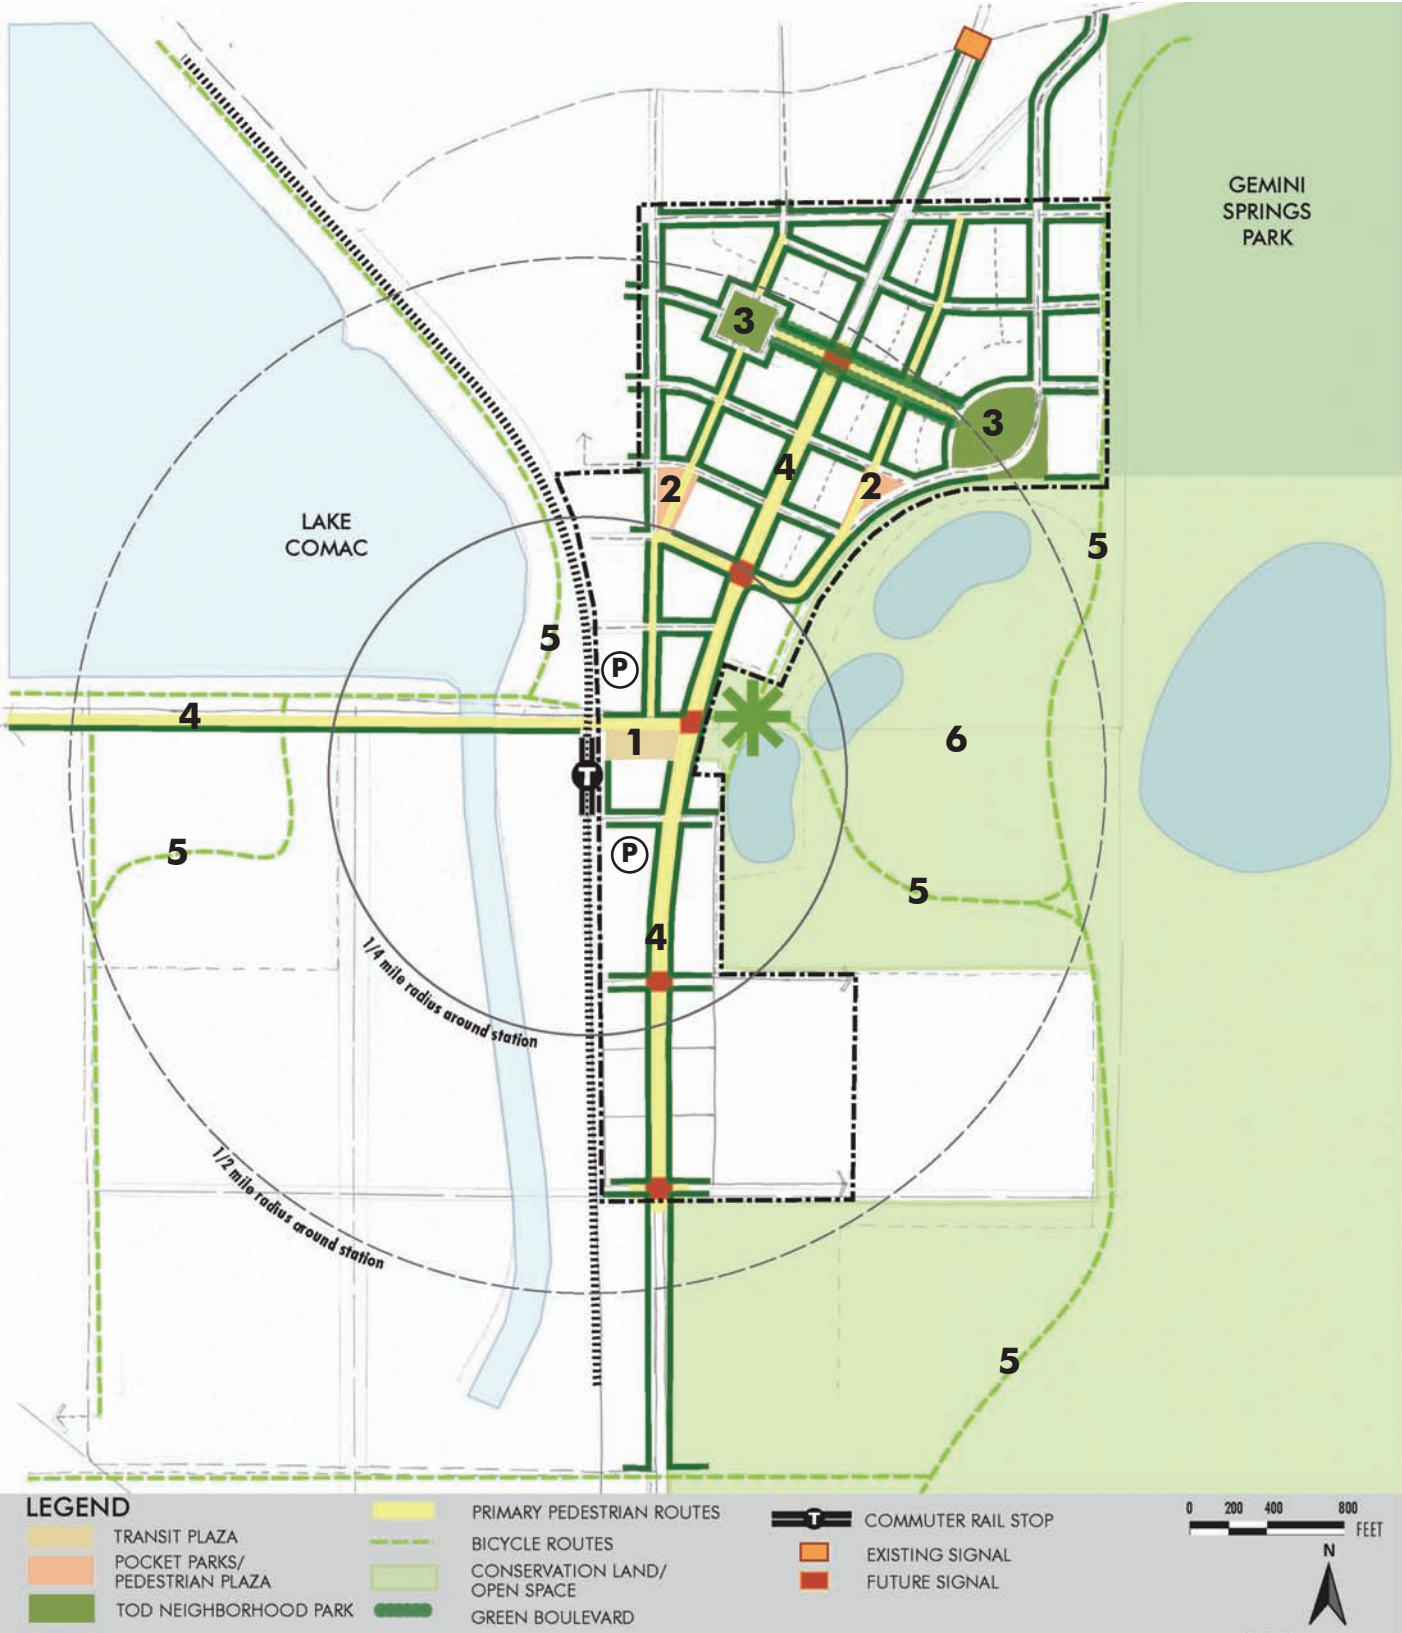 GEMINI
SPRINGS
PARK
3
3
4
2
2
LAKE
COMAC
5
5
P
4
1
6
T
5
P
5
4
1/4 mile radius around station
1/2 mile radius around station
5
LEGEND
TRANSIT PLAZA
POCKET PARKS/
PEDESTRIAN PLAZA
TOD NEIGHBORHOOD PARK
PRIMARY PEDESTRIAN ROUTES
BICYCLE ROUTES
CONSERVATION LAND/
OPEN SPACE
GREEN BOULEVARD
T
COMMUTER RAIL STOP
EXISTING SIGNAL
FUTURE SIGNAL
0 200 400 800
FEET
N